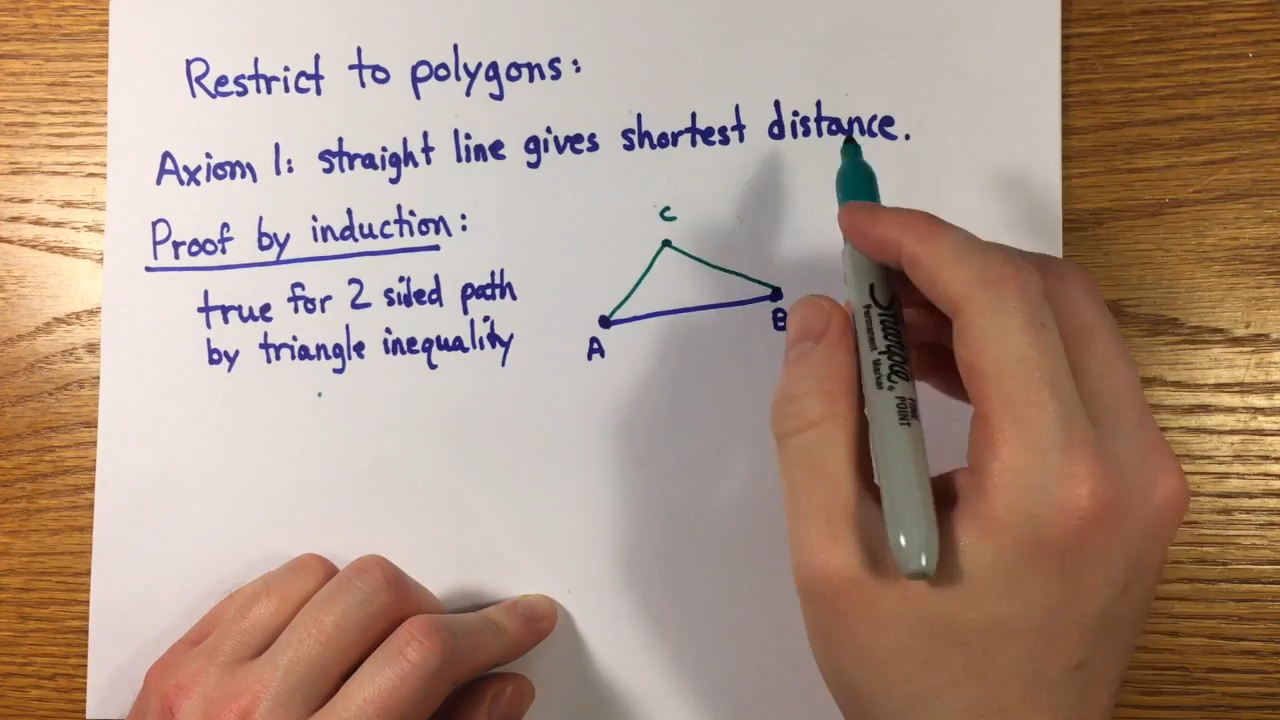 Restrict to polygons:
Axiom 1: straight line gives shortest distance.
Proof by induction:
true for 2 sided path
by triangle inequality
C
A
B
Sharpie
FINE POINT
Permanent Marker